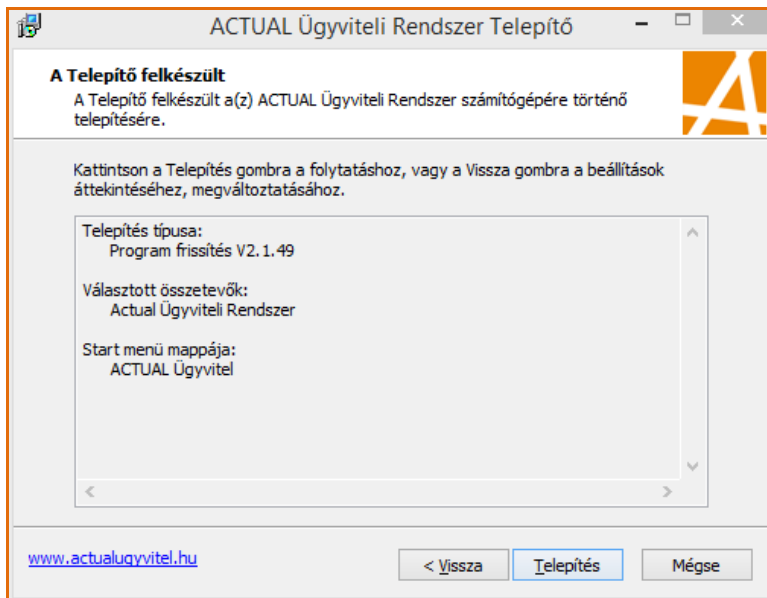 ACTUAL Ügyviteli Rendszer Telepítő
A Telepítő felkészült
A Telepítő felkészült a(z) ACTUAL Ügyviteli Rendszer számítógépére történő
telepítésére.
Kattintson a Telepítés gombra a folytatáshoz, vagy a Vissza gombra a beállítások
áttekintéséhez, megváltoztatásához.
Telepítés típusa:
Program frissítés V2.1.49
Választott összetevők:
Actual Ügyviteli Rendszer
Start menü mappája:
ACTUAL Ügyvitel
www.actualugyvitel.hu
< Vissza
Telepítés
Mégse